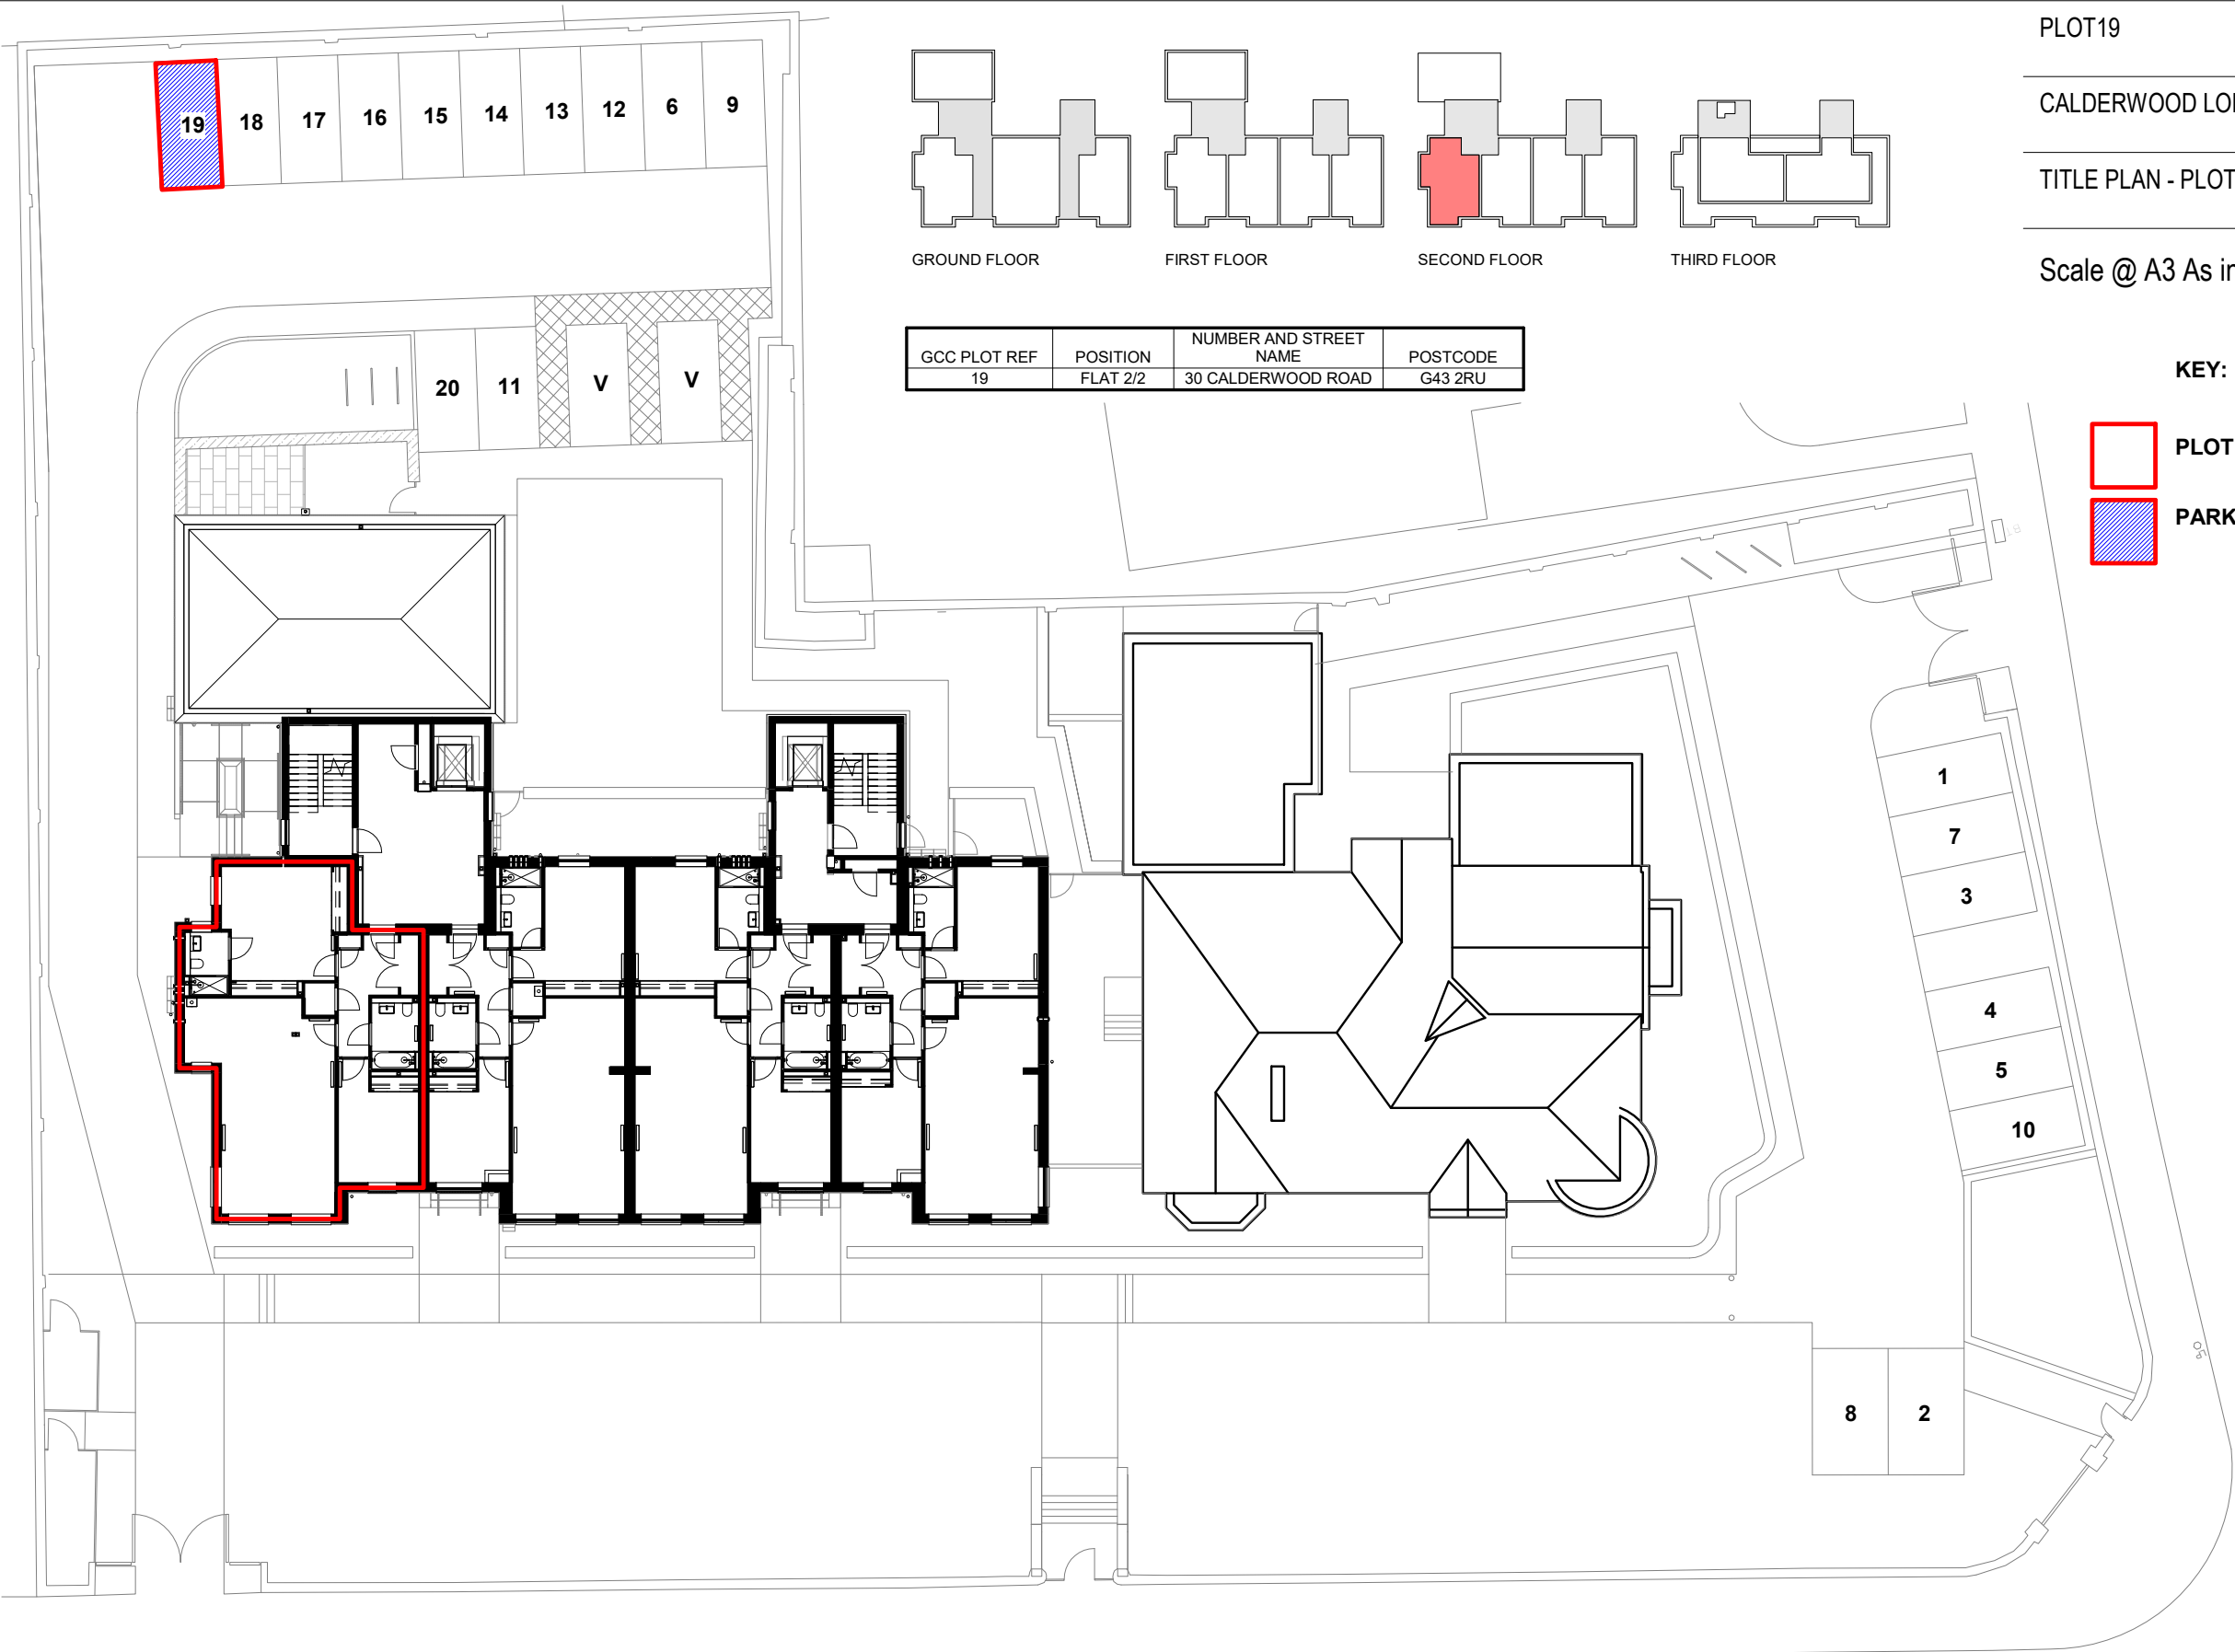 PLOT19
CALDERWOOD LO
TITLE PLAN - PLOT
Scale @ A3 As in
KEY:
PLOT
PARK
GROUND FLOOR
FIRST FLOOR
SECOND FLOOR
THIRD FLOOR
GCC PLOT REF POSITION NUMBER AND STREET NAME POSTCODE
19 FLAT 2/2 30 CALDERWOOD ROAD G43 2RU
19 18 17 16 15 14 13 12 6 9
20 11 V V
1
7
3
4
5
10
8 2